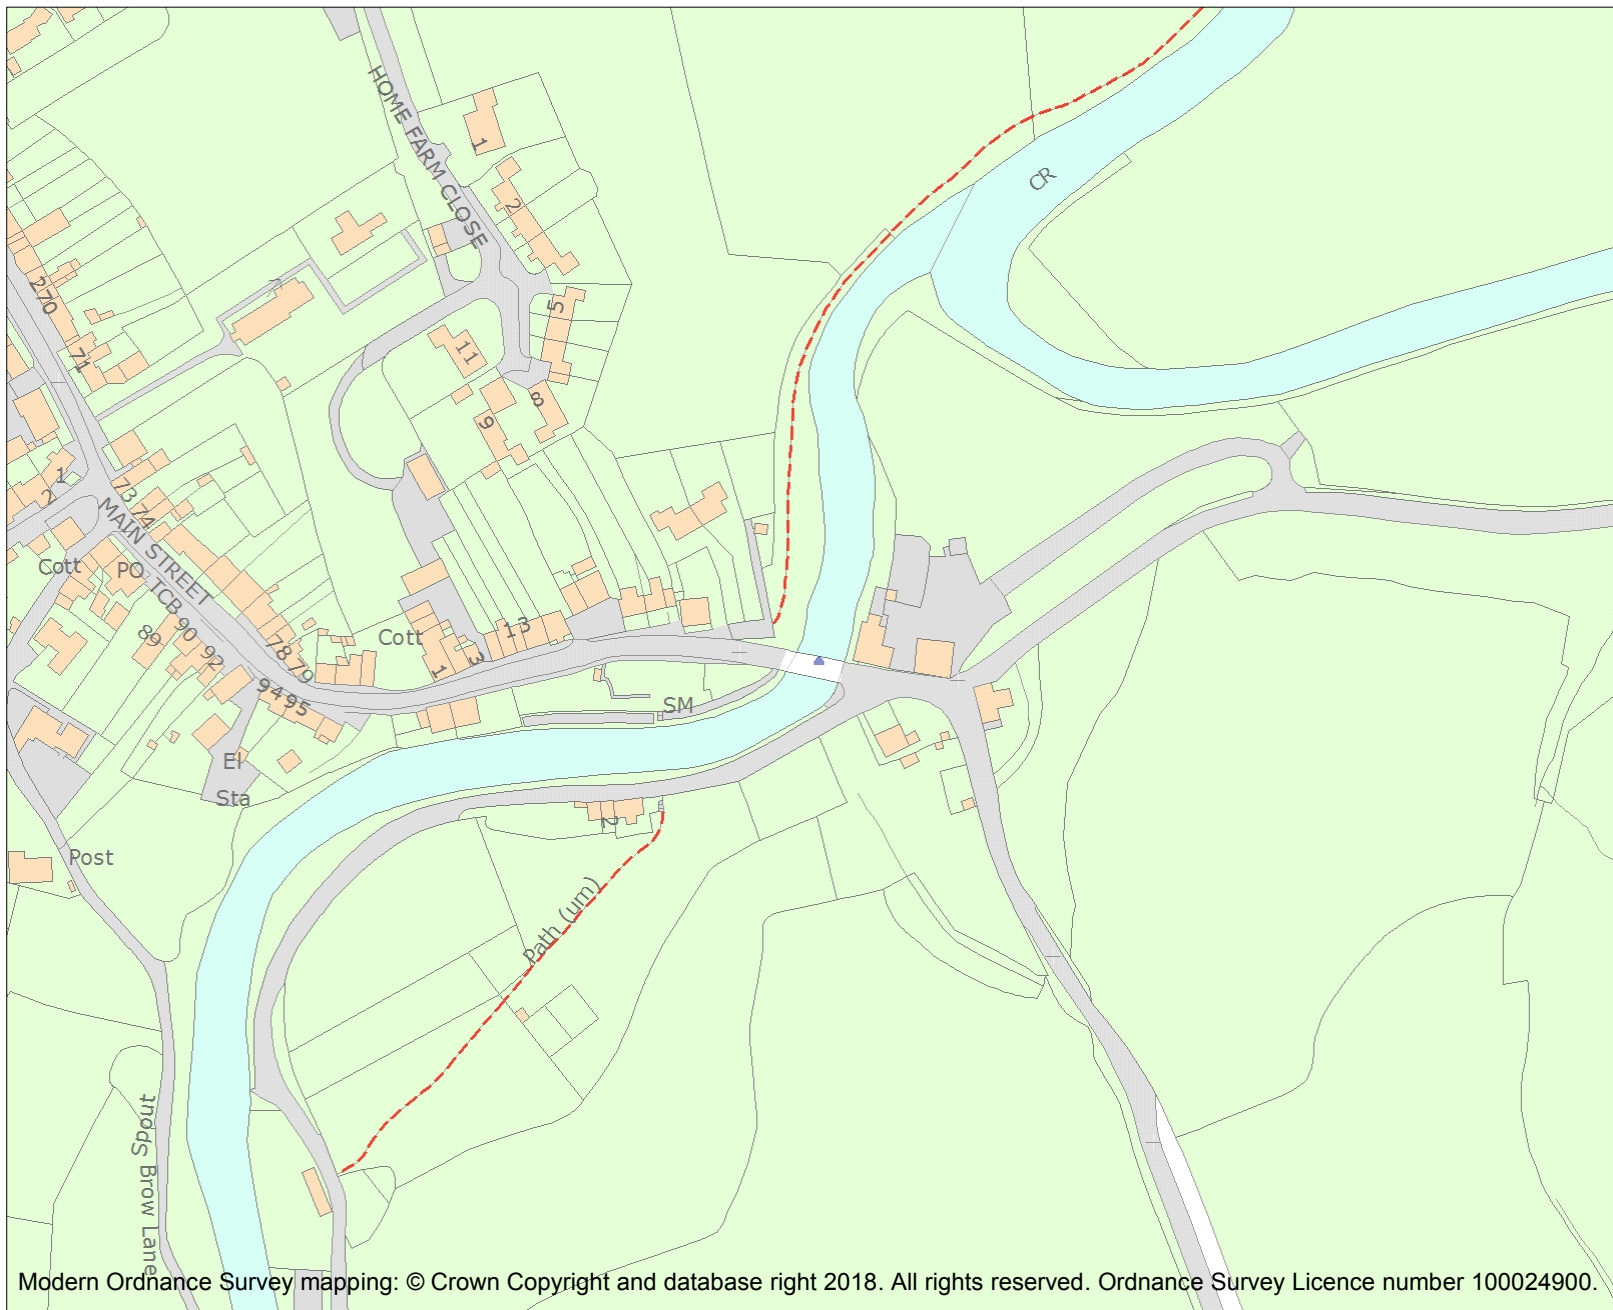 HOME FARM CLOSE
1
2
CR
270
5
71
11
8
9
1
2
73
74
MAIN STREET
Cott
PO
TCB
90
92
89
78
79
Cott
13
1
3
9495
SM
El
Sta
2
Post
Path (um)
Spout Brow Lane
Modern Ordnance Survey mapping: © Crown Copyright and database right 2018. All rights reserved. Ordnance Survey Licence number 100024900.